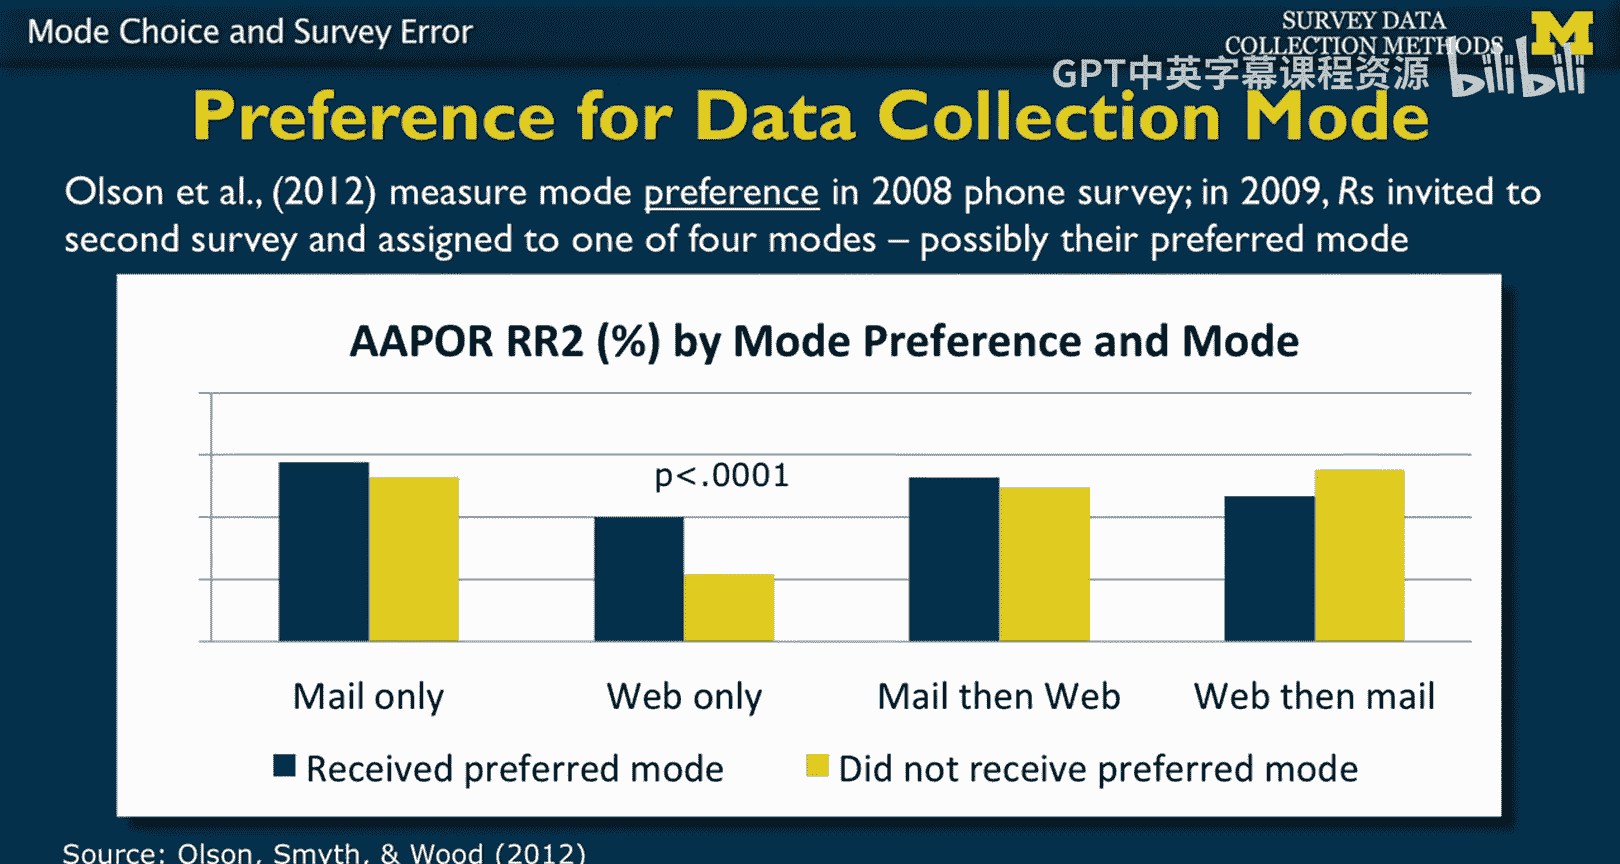 Mode Choice and Survey Error
SURVEY DATA
COLLECTION METHODS
M
GPT中英字幕课程资源
bilibili
Preference for Data Collection Mode
Olson et al., (2012) measure mode preference in 2008 phone survey; in 2009, Rs invited to
second survey and assigned to one of four modes – possibly their preferred mode
AAPOR RR2 (%) by Mode Preference and Mode
p<.0001
Mail only
Web only
Mail then Web
Web then mail
Received preferred mode
Did not receive preferred mode
Source: Olson, Smyth, & Wood (2012)